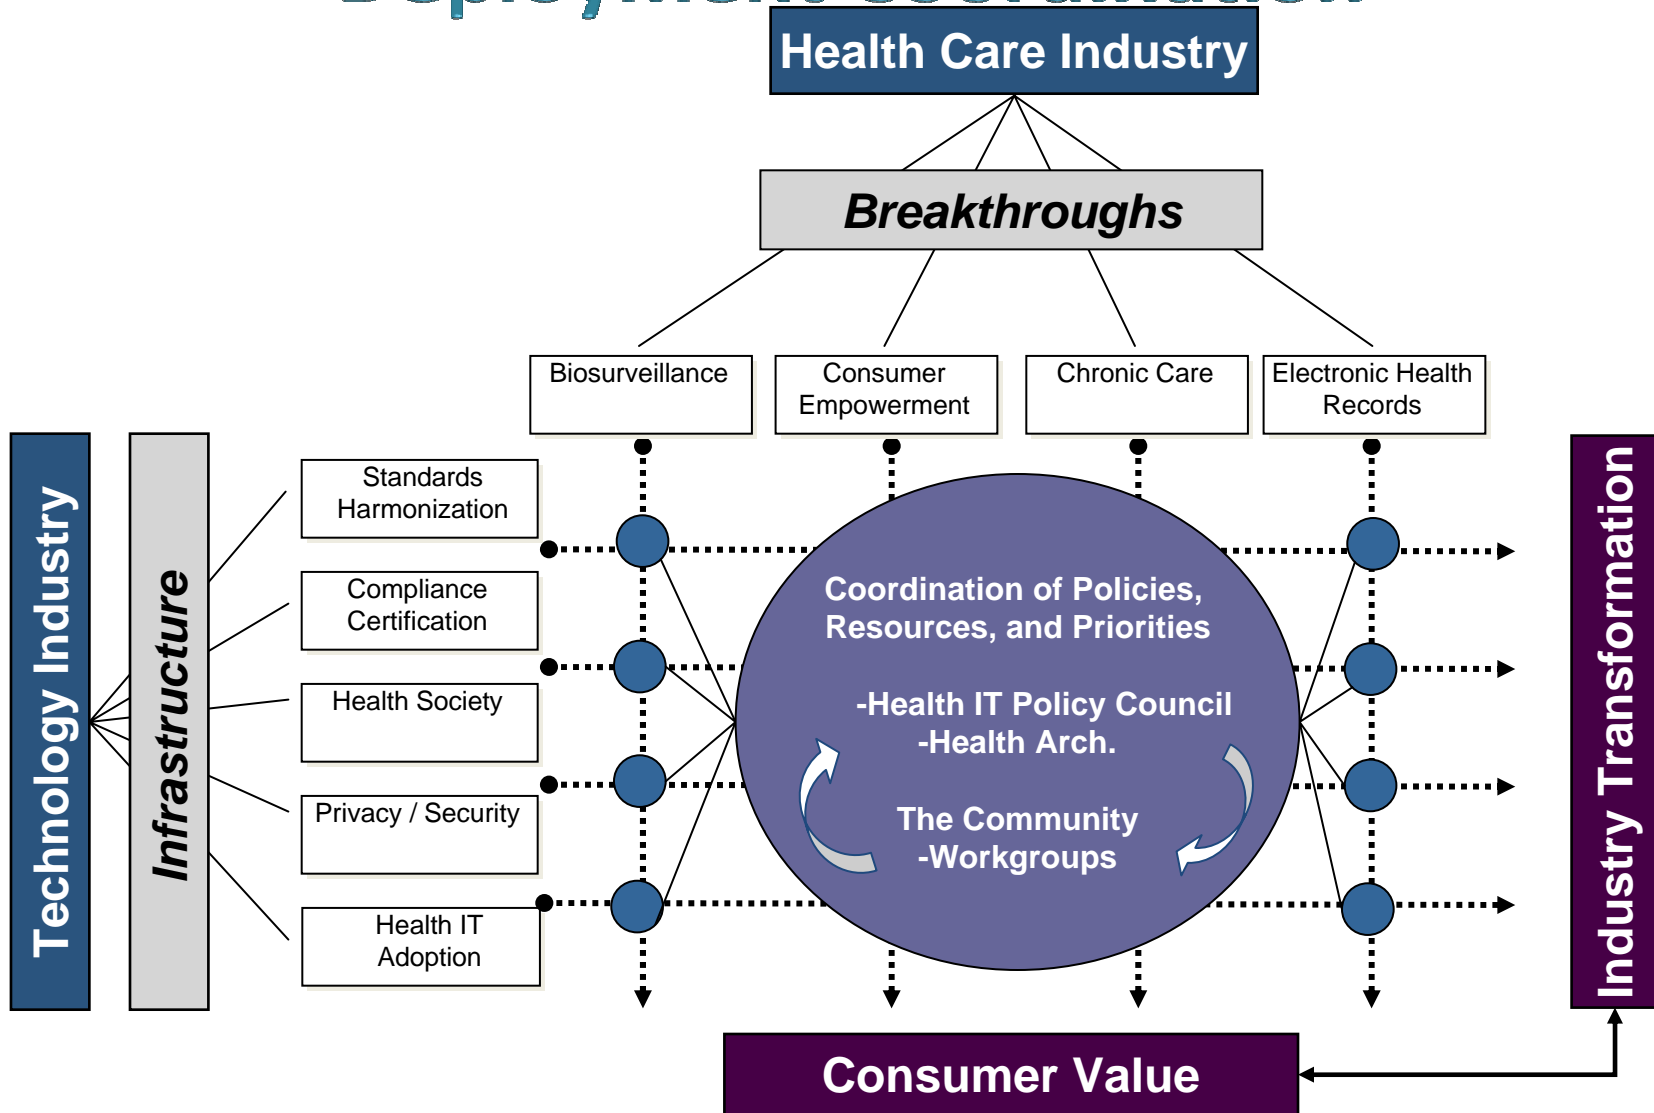 Deployment Coordination
Health Care Industry
Breakthroughs
Biosurveillance
Consumer
Empowerment
Chronic Care
Electronic Health
Records
Technology Industry
Infrastructure
Standards
Harmonization
Compliance
Certification
Health Society
Privacy / Security
Health IT
Adoption
Coordination of Policies,
Resources, and Priorities
-Health IT Policy Council
-Health Arch.
The Community
-Workgroups
Industry Transformation
Consumer Value